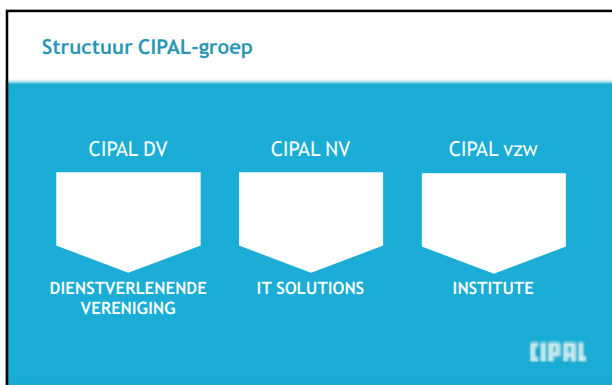 Structuur CIPAL-groep
CIPAL DV
CIPAL NV
CIPAL vzw
DIENSTVERLENENDE
VERENIGING
IT SOLUTIONS
INSTITUTE
CIPAL